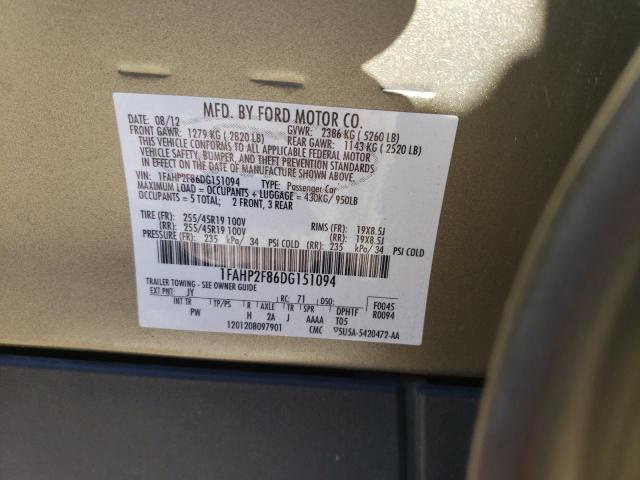 MFD. BY FORD MOTOR CO.
DATE: 08/12 GVWR: 2386 KG ( 5260 LB)
FRONT GAWR: 1279 KG ( 2820 LB) REAR GAWR: 1143 KG ( 2520 LB)
THIS VEHICLE CONFORMS TO ALL APPLICABLE FEDERAL MOTOR
VEHICLE SAFETY, BUMPER, AND THEFT PREVENTION STANDARDS
IN EFFECT ON THE DATE OF MANUFACTURE SHOWN ABOVE.
VIN: 1FAHP2F86DG151094 TYPE: Passenger Car
MAXIMUM LOAD = OCCUPANTS + LUGGAGE = 430KG/950LB
OCCUPANTS = 5 TOTAL; 2 FRONT, 3 REAR
TIRE (FR): 255/45R19 100V RIMS (FR): 19X8.5J
(RR): 255/45R19 100V (RR): 19X8.5J
PRESSURE (FR): 235 kPa/ 34 PSI COLD (RR): 235 kPa/ 34 PSI COLD
1FAHP2F86DG151094
TRAILER TOWING - SEE OWNER GUIDE
EXT PNT: JY RC: 71 DSO: F0045
INT TR TP/PS R AXLE TR SPR DPH1F R0094
PW H 2A J AAAA T05
1201208097901 CMC 5U5A-5420472-AA